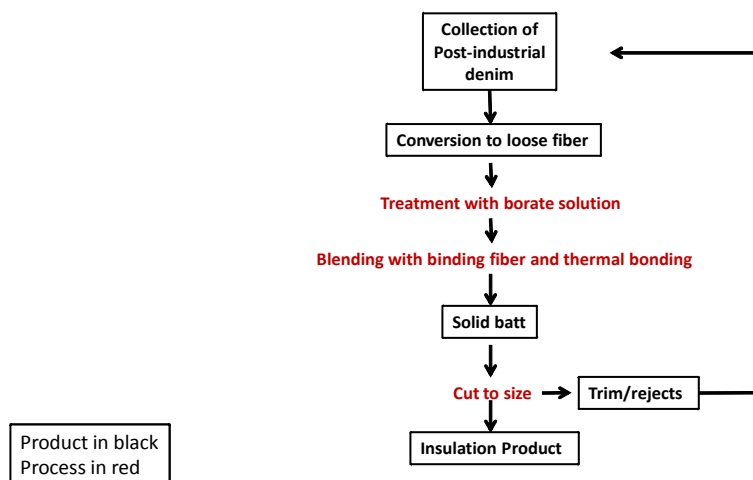 Collection of
Post-industrial
denim
Conversion to loose fiber
Treatment with borate solution
Blending with binding fiber and thermal bonding
Solid batt
Cut to size
Trim/rejects
Insulation Product
Product in black
Process in red